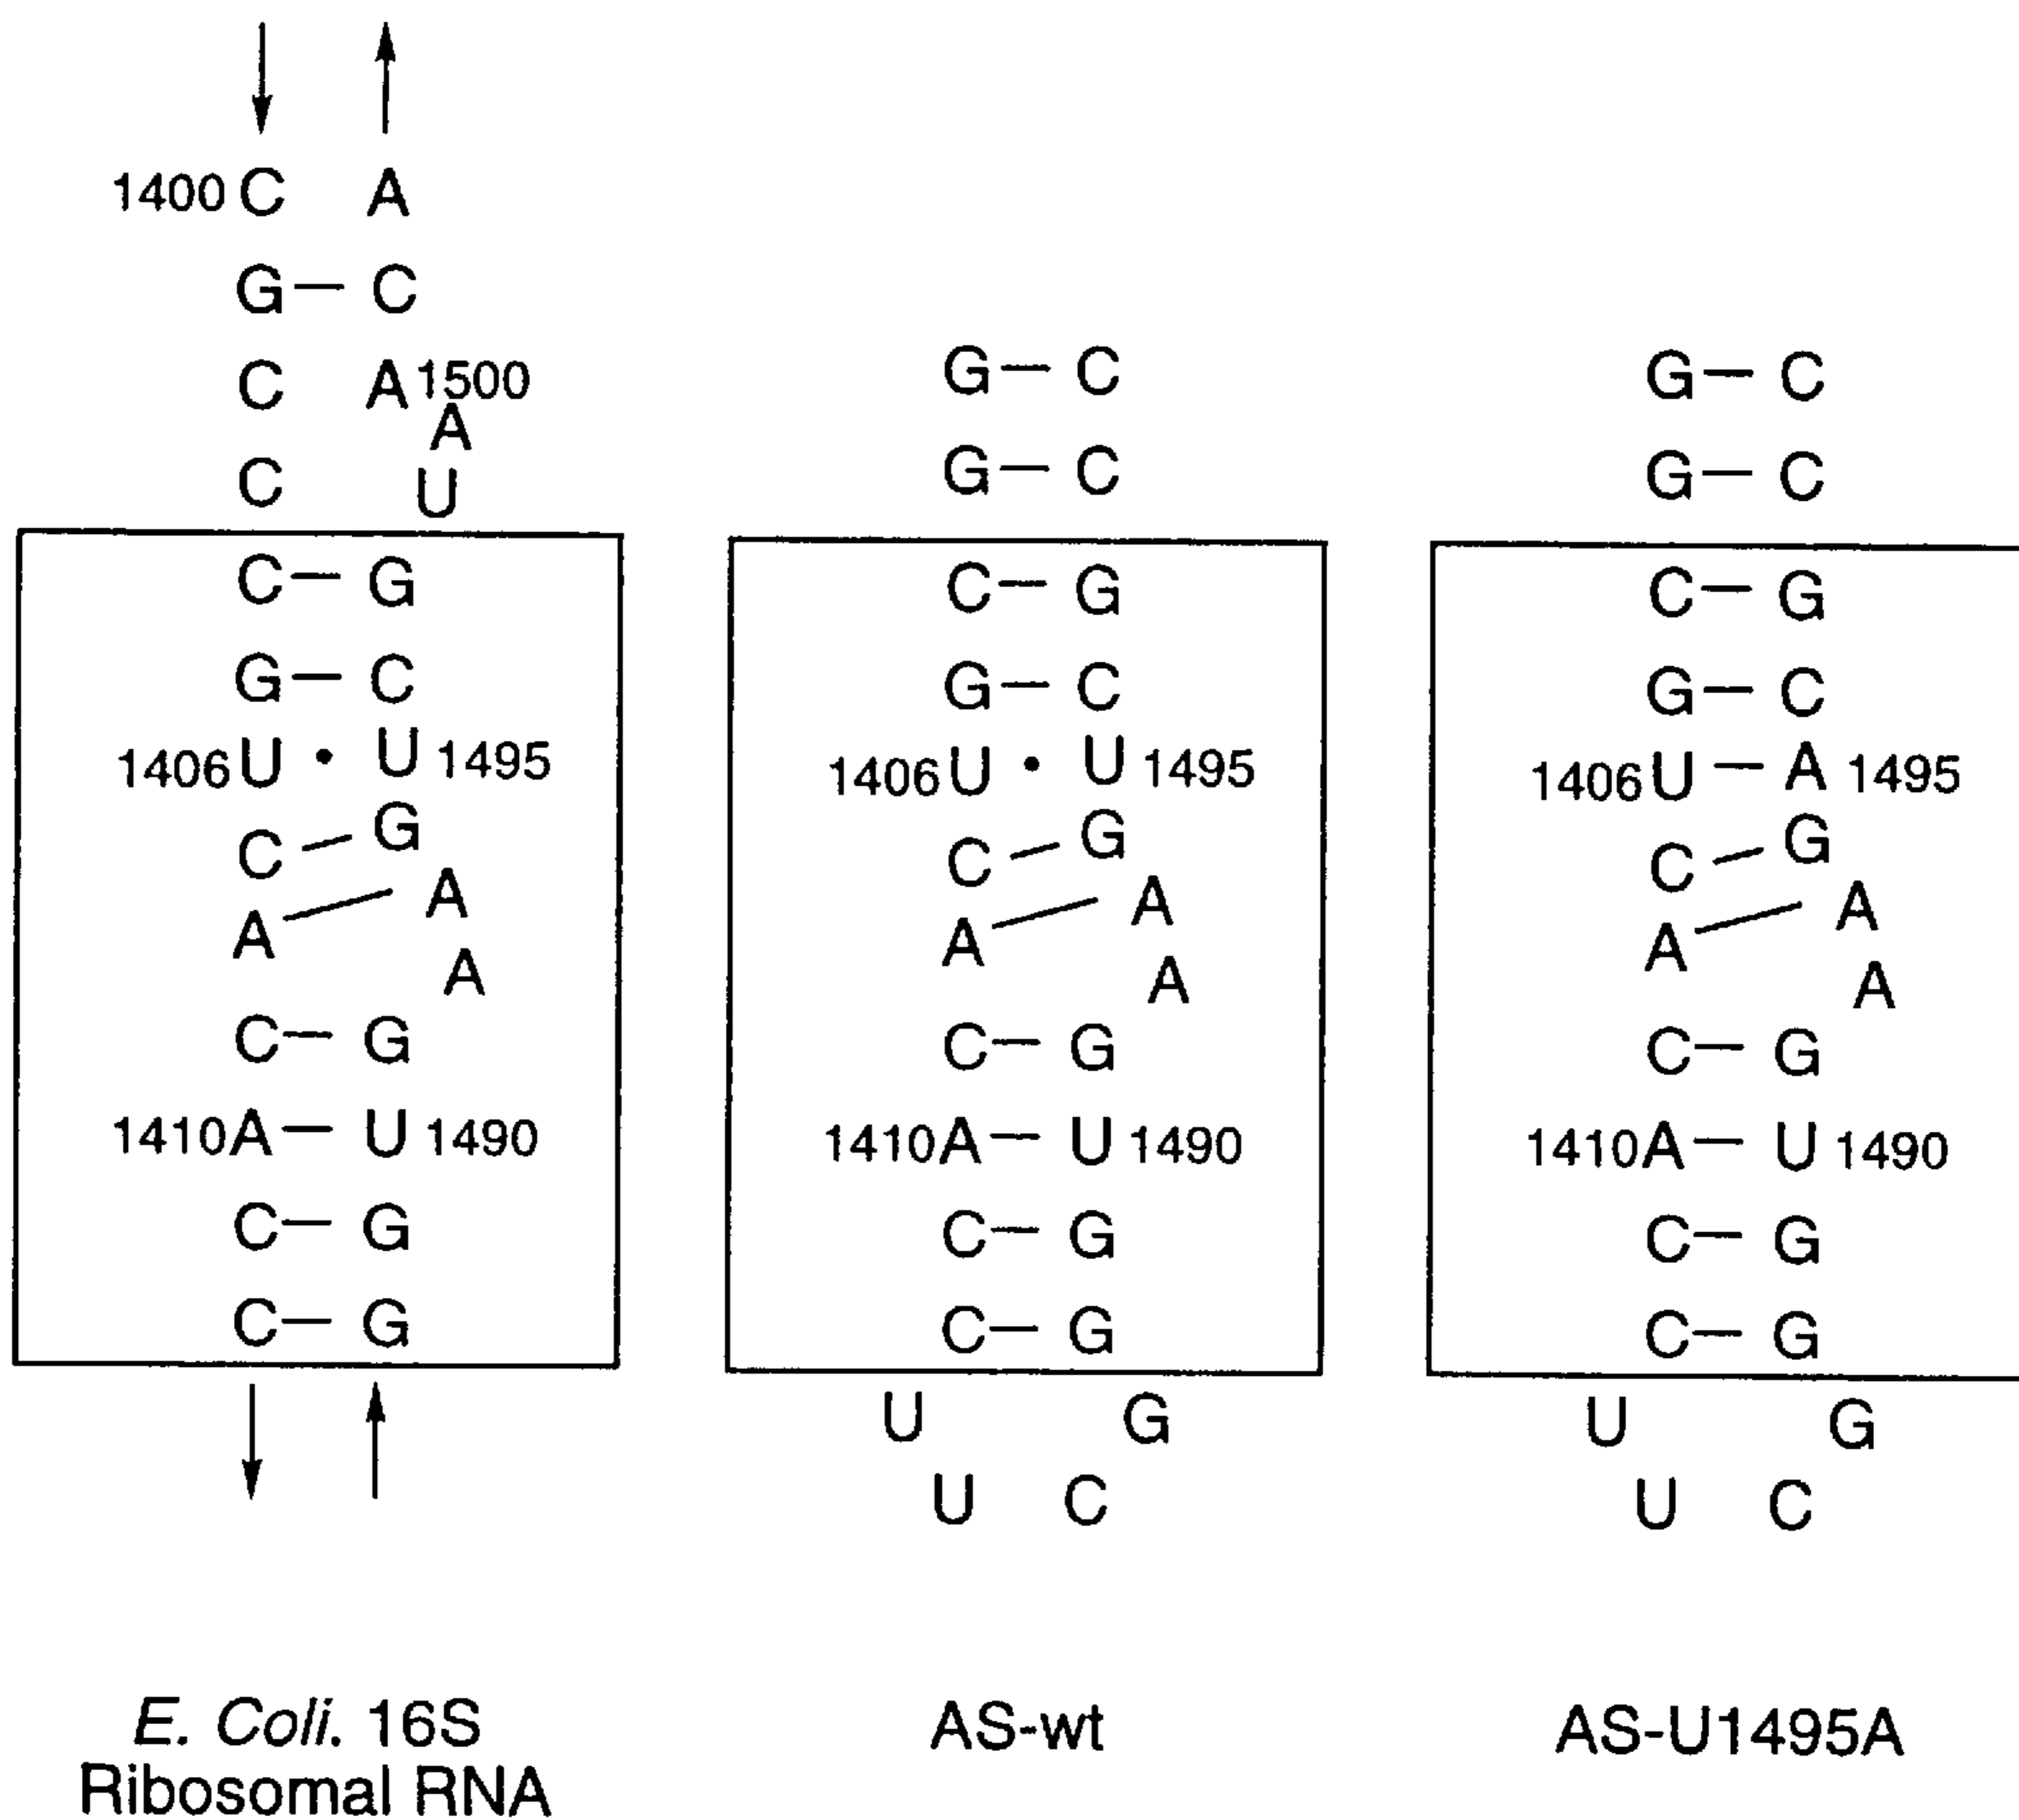 1400 C A
G — C
C A 1500
A
C U
C — G
G — C
1406 U • U 1495
C — G
A — A
A
C — G
1410 A — U 1490
C — G
C — G
E. Coli. 16S
Ribosomal RNA
G — C
G — C
C — G
G — C
1406 U • U 1495
C — G
A — A
A
C — G
1410 A — U 1490
C — G
C — G
U G
U C
AS-wt
G — C
G — C
C — G
G — C
1406 U — A 1495
C — G
A — A
A
C — G
1410 A — U 1490
C — G
C — G
U G
U C
AS-U1495A